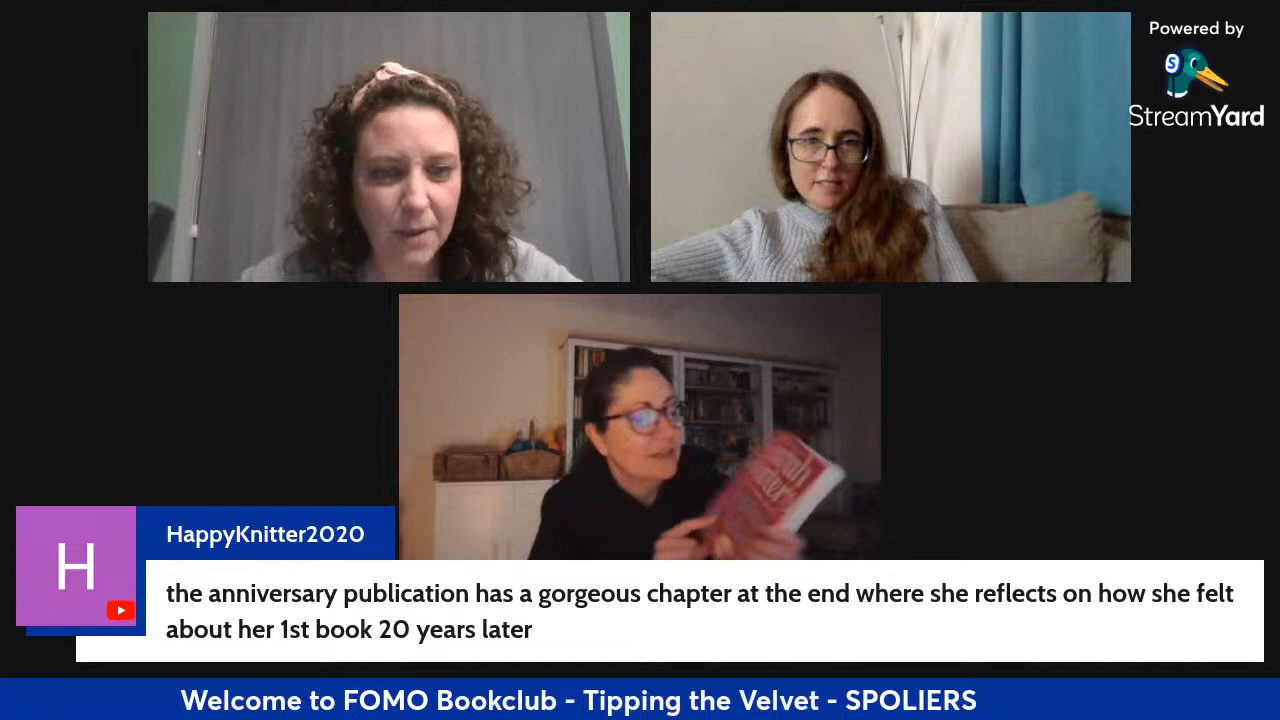 Powered by
S
StreamYard
HappyKnitter2020
H
the anniversary publication has a gorgeous chapter at the end where she reflects on how she felt
about her 1st book 20 years later
Welcome to FOMO Bookclub - Tipping the Velvet - SPOLIERS